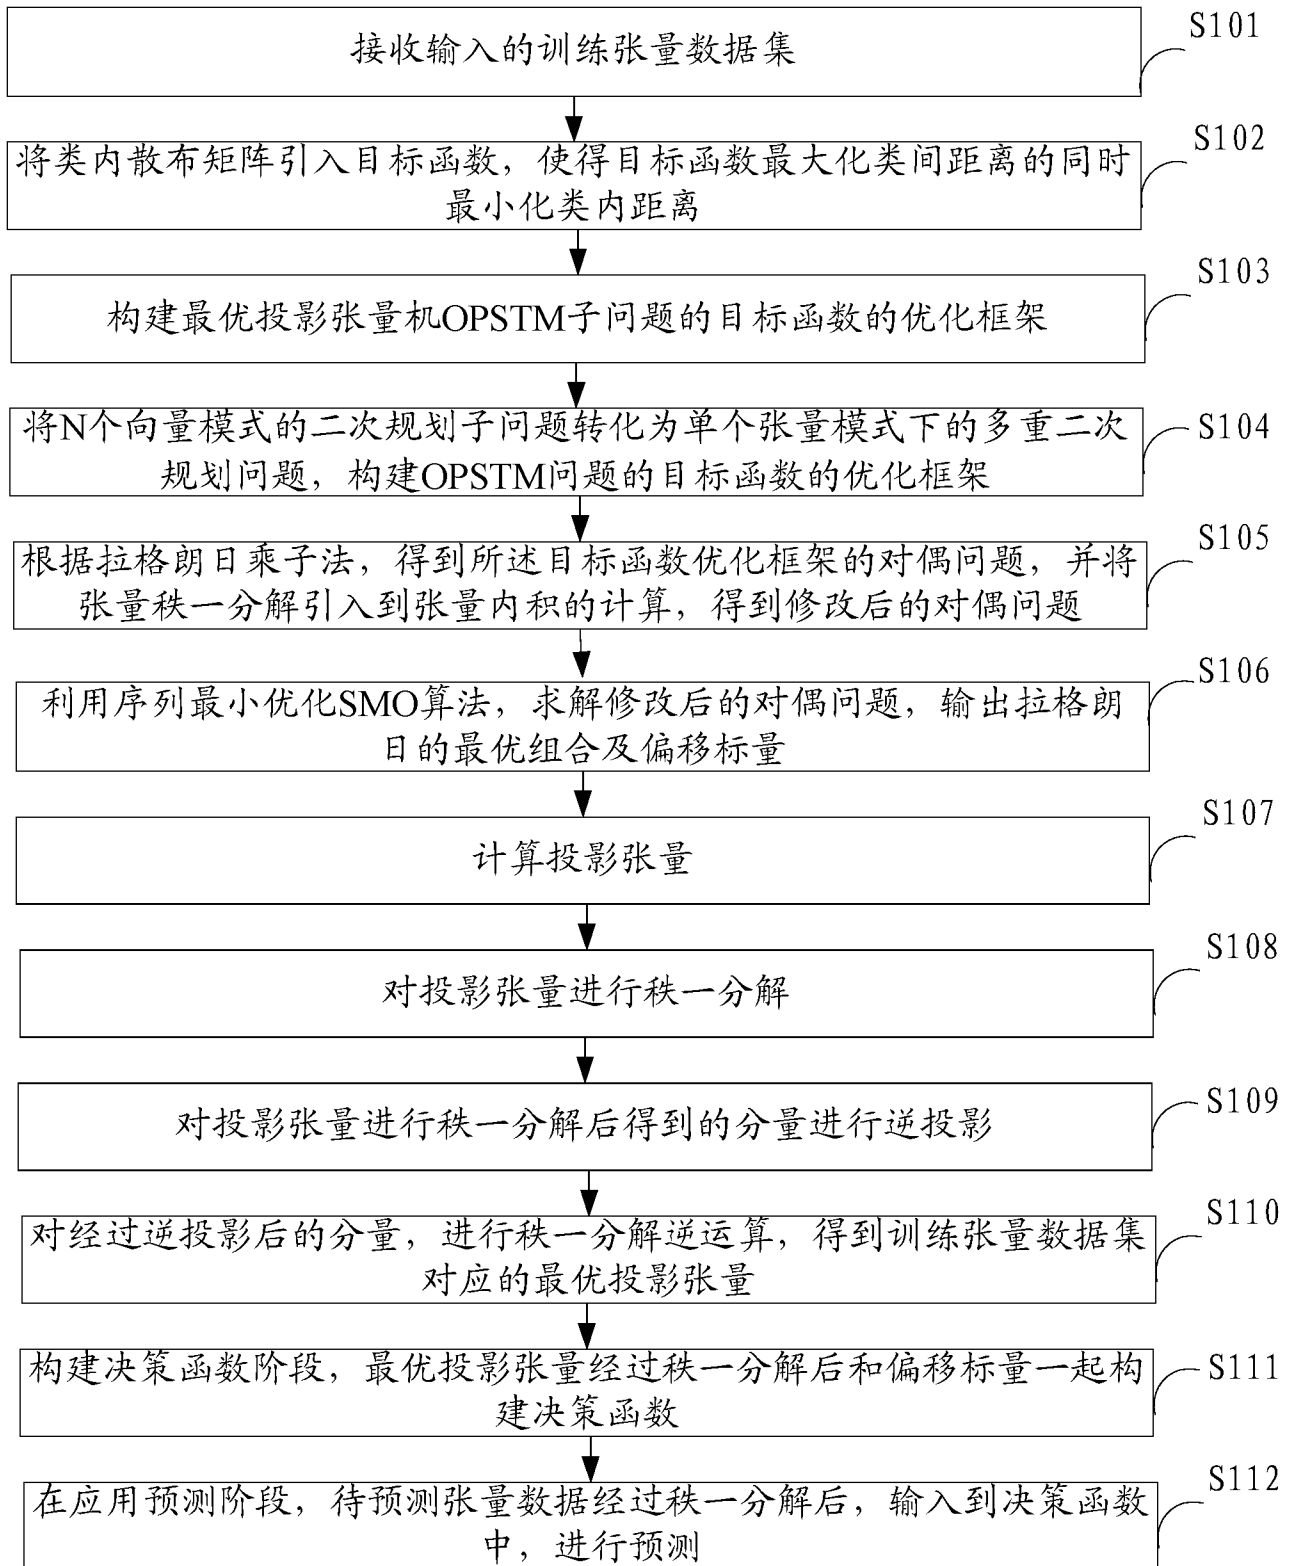 S101
接收输入的训练张量数据集
S102
将类内散布矩阵引入目标函数，使得目标函数最大化类间距离的同时
最小化类内距离
S103
构建最优投影张量机OPSTM子问题的目标函数的优化框架
S104
将N个向量模式的二次规划子问题转化为单个张量模式下的多重二次
规划问题，构建OPSTM问题的目标函数的优化框架
S105
根据拉格朗日乘子法，得到所述目标函数优化框架的对偶问题，并将
张量秩一分解引入到张量内积的计算，得到修改后的对偶问题
S106
利用序列最小优化SMO算法，求解修改后的对偶问题，输出拉格朗
日的最优组合及偏移标量
S107
计算投影张量
S108
对投影张量进行秩一分解
S109
对投影张量进行秩一分解后得到的分量进行逆投影
S110
对经过逆投影后的分量，进行秩一分解逆运算，得到训练张量数据集
对应的最优投影张量
S111
构建决策函数阶段，最优投影张量经过秩一分解后和偏移标量一起构
建决策函数
S112
在应用预测阶段，待预测张量数据经过秩一分解后，输入到决策函数
中，进行预测